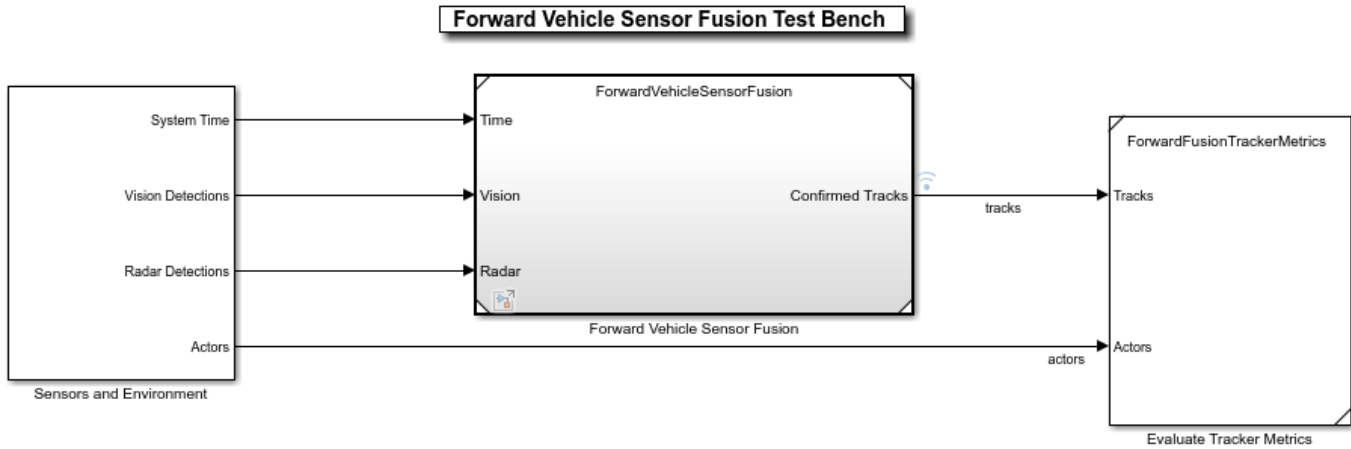 Forward Vehicle Sensor Fusion Test Bench
System Time
Vision Detections
Radar Detections
Actors
Sensors and Environment
ForwardVehicleSensorFusion
Time
Vision
Radar
Confirmed Tracks
Forward Vehicle Sensor Fusion
tracks
actors
ForwardFusionTrackerMetrics
Tracks
Actors
Evaluate Tracker Metrics